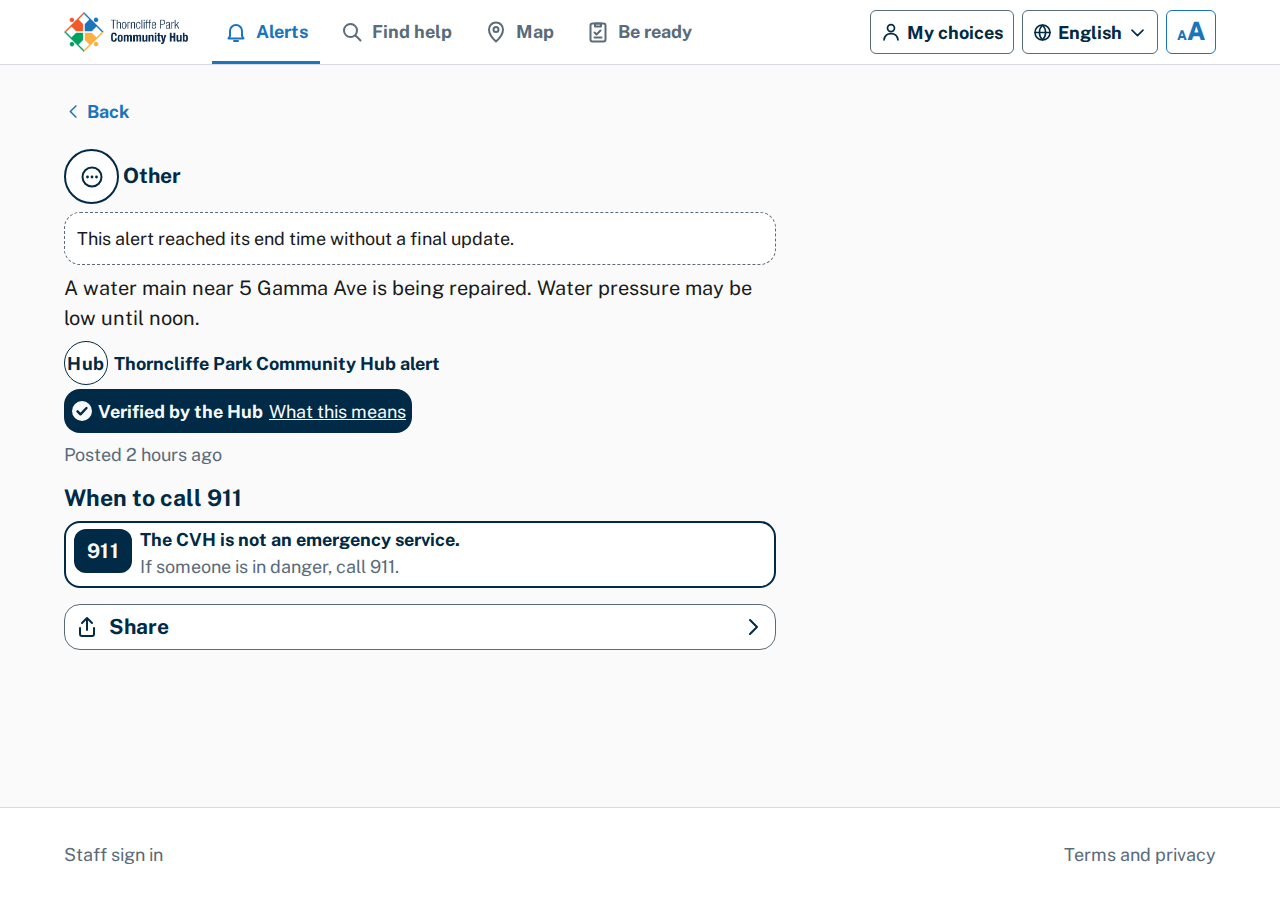 Thorncliffe Park
Community Hub
Alerts
Find help
Map
Be ready
My choices
English
AA
Back
Other
This alert reached its end time without a final update.
A water main near 5 Gamma Ave is being repaired. Water pressure may be
low until noon.
Hub Thorncliffe Park Community Hub alert
Verified by the Hub What this means
Posted 2 hours ago
When to call 911
911
The CVH is not an emergency service.
If someone is in danger, call 911.
Share
Staff sign in
Terms and privacy